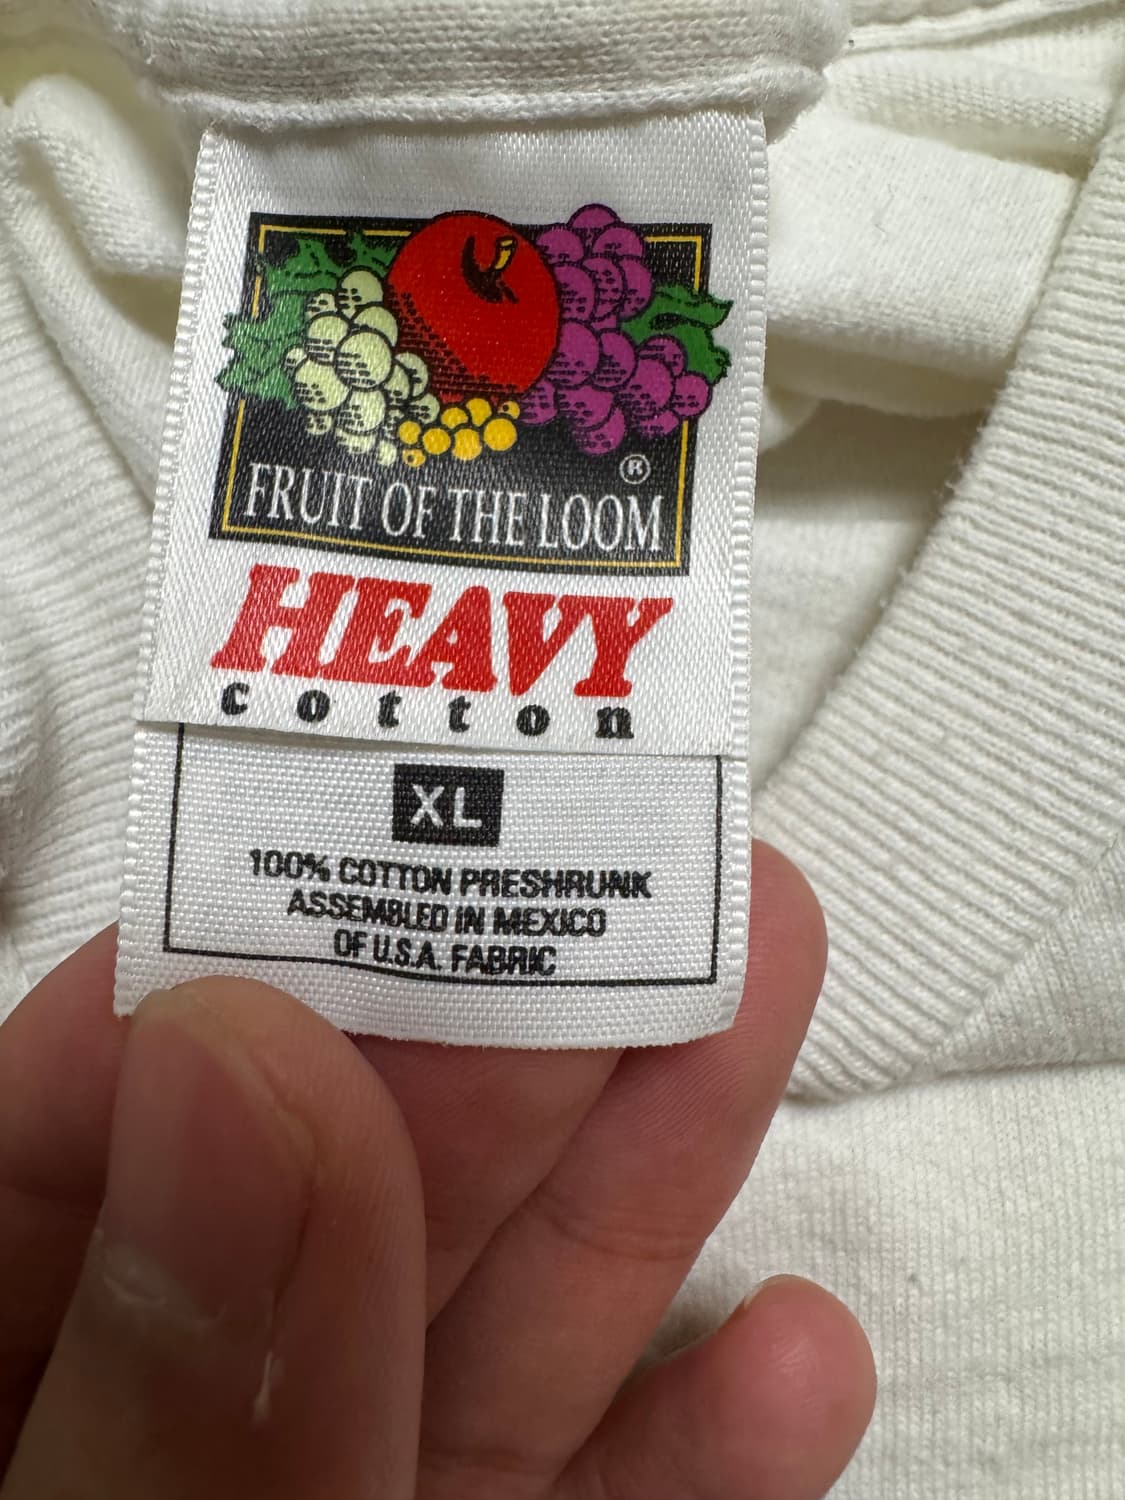 FRUIT OF THE LOOM ®
HEAVY
cotton
XL
100% COTTON PRESHRUNK
ASSEMBLED IN MEXICO
OF U.S.A. FABRIC